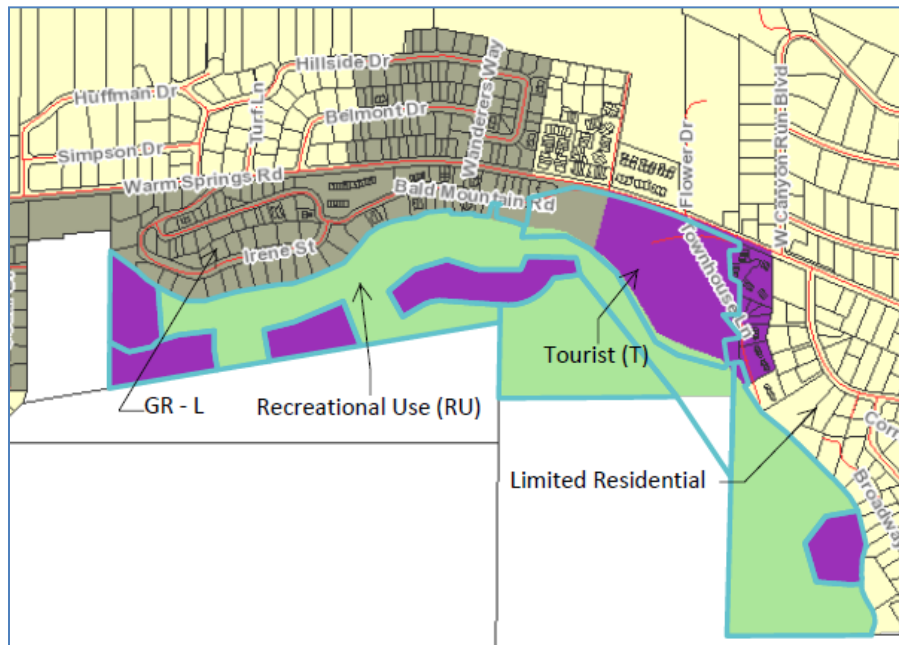 Hillside Dr
Huffman Dr
Turf Ln
Belmont Dr
Wanderers Way
Simpson Dr
Warm Springs Rd
Flower Dr
W Canyon Run Blvd
Bald Mountain Rd
Irene St
Townhouse Ln
Tourist (T)
GR - L
Recreational Use (RU)
Limited Residential
Broadway